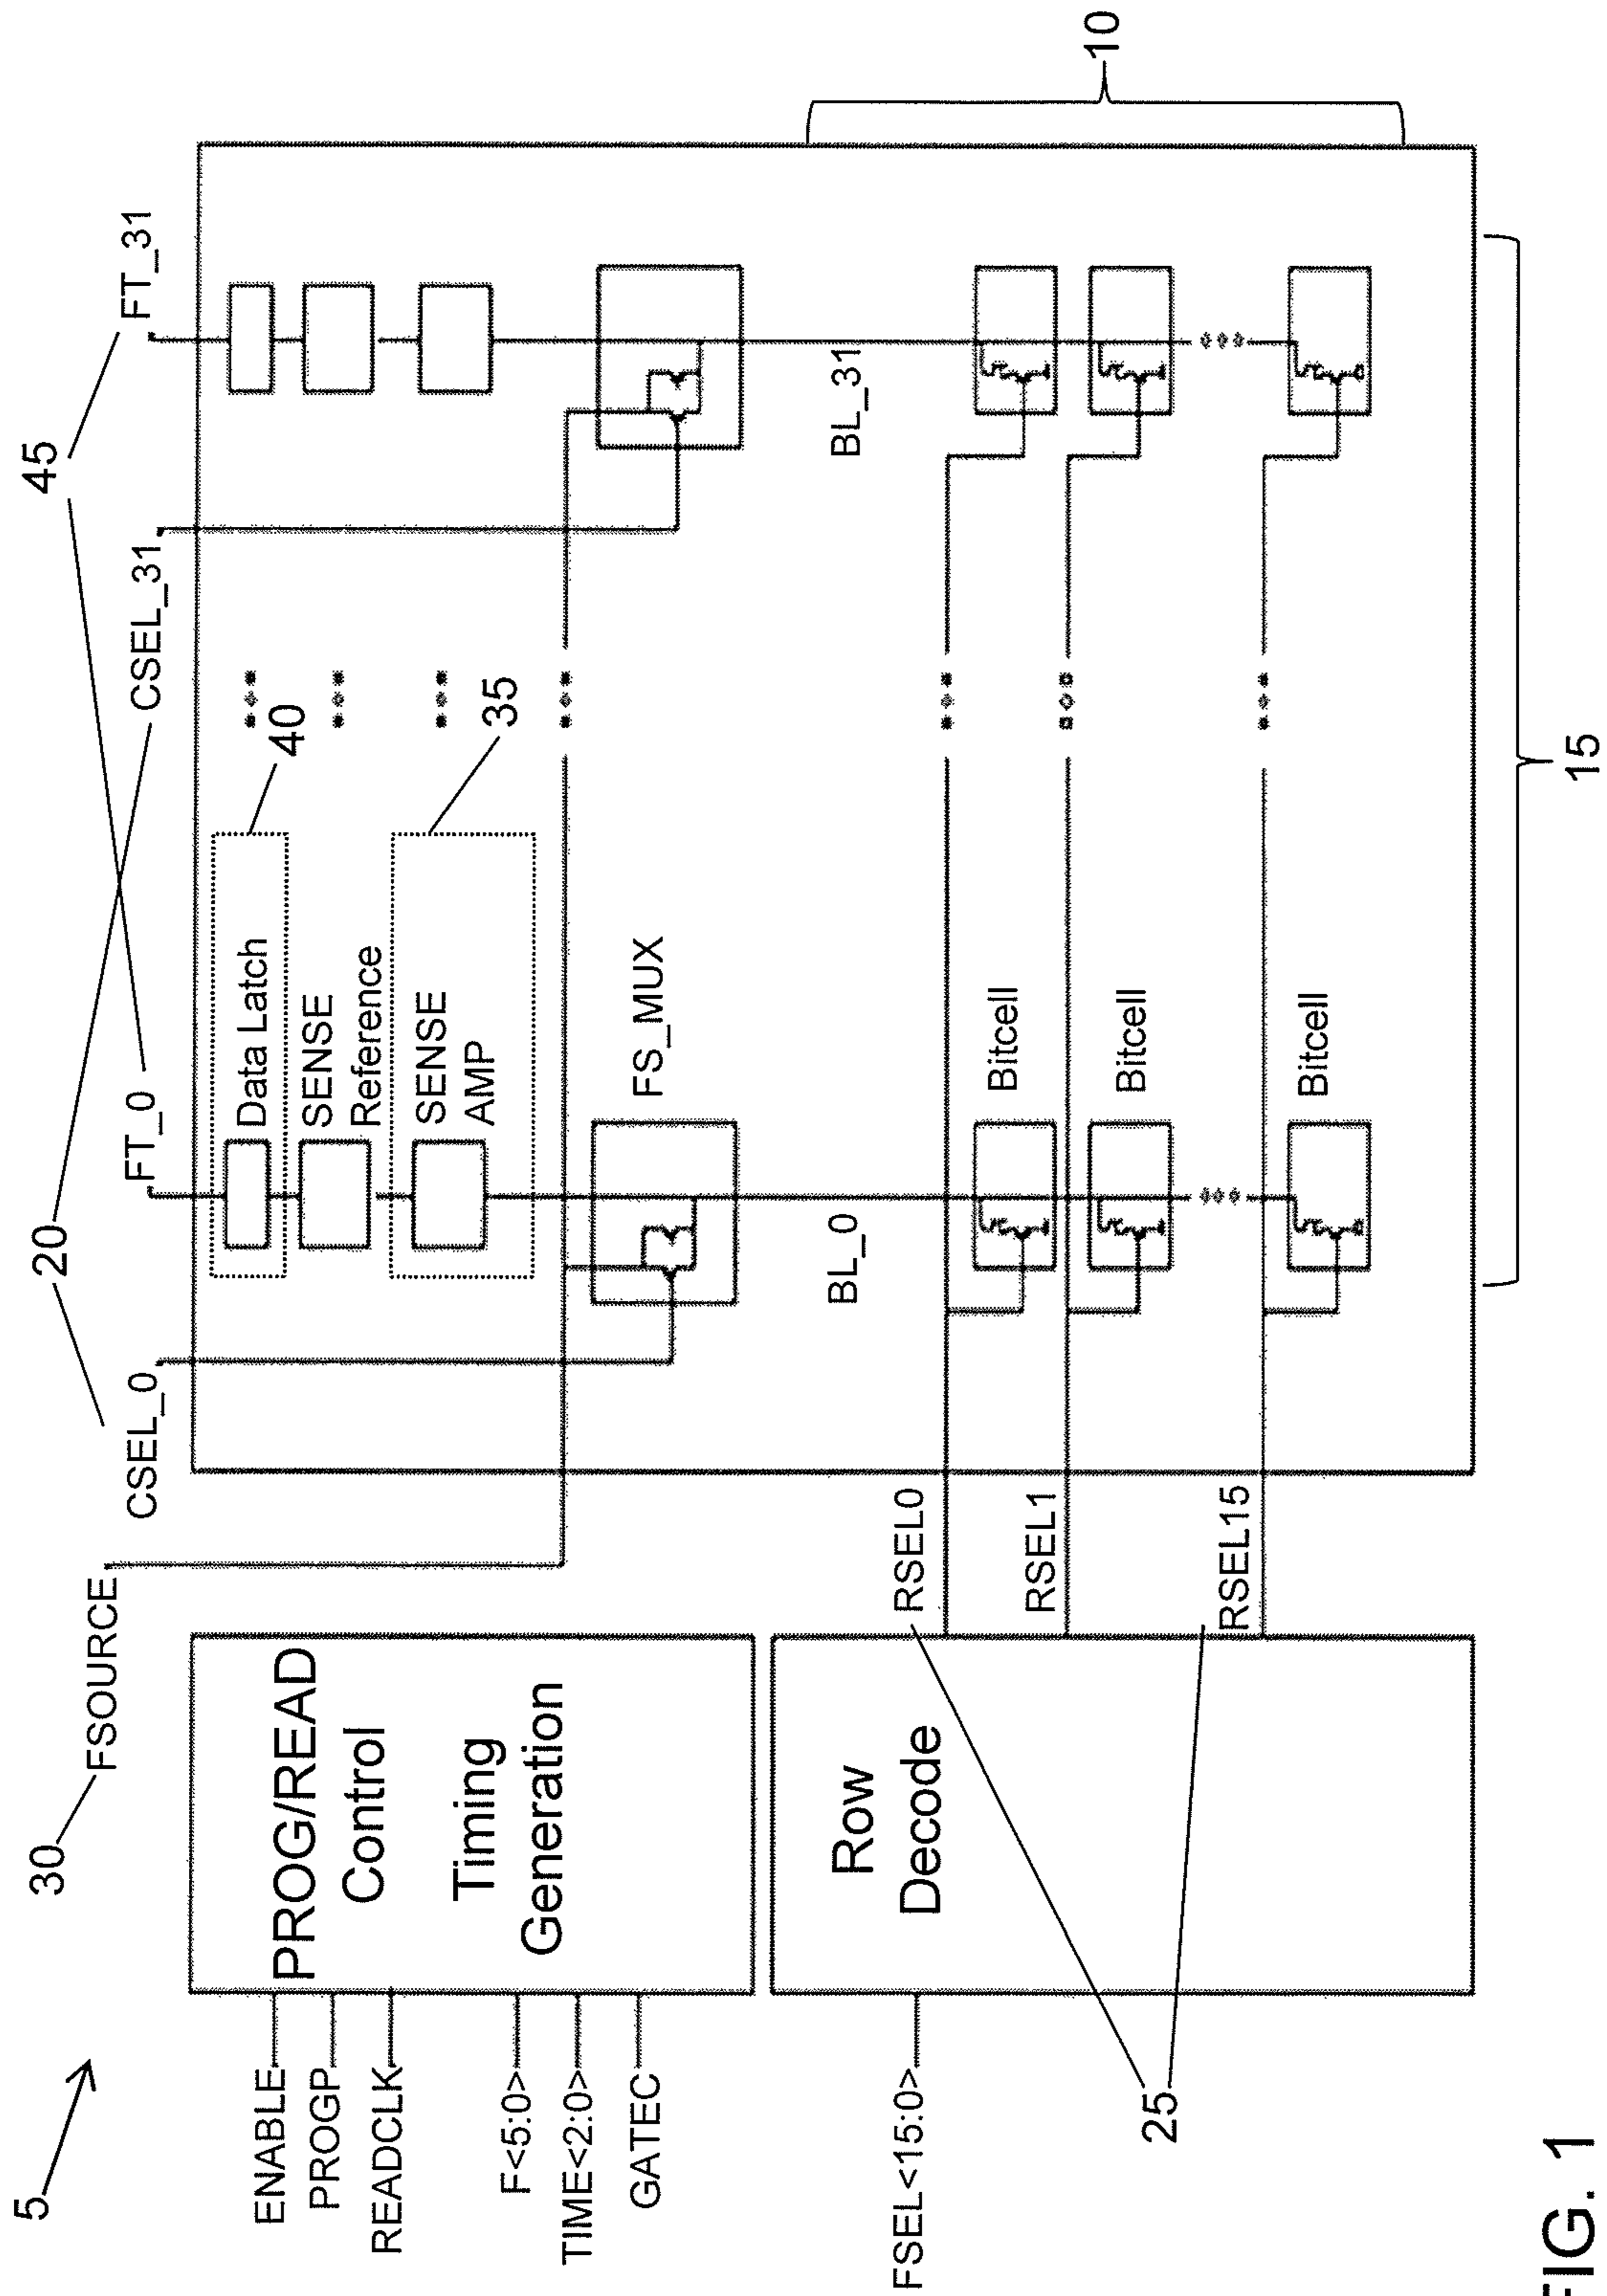 5
30
20
45
FSOURCE
CSEL_0
FT_0
CSEL_31
FT_31
ENABLE
PROGP
READCLK
F<5:0>
TIME<2:0>
GATEC
PROG/READ
Control
Timing
Generation
Data Latch
40
SENSE
Reference
SENSE
AMP
35
FS_MUX
BL_0
BL_31
10
FSEL<15:0>
Row
Decode
RSEL0
RSEL1
RSEL15
Bitcell
Bitcell
Bitcell
25
15
FIG. 1